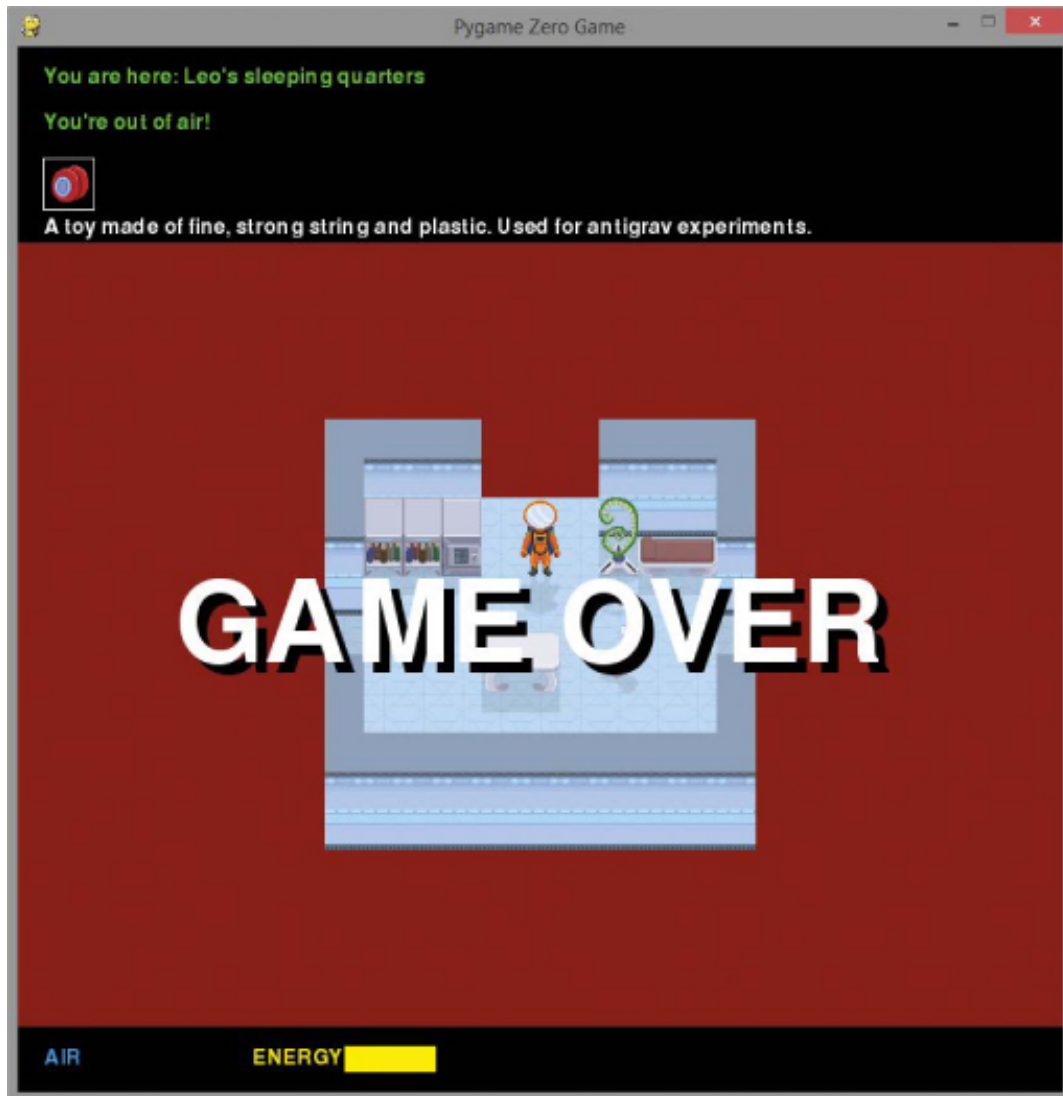 Pygame Zero Game
You are here: Leo's sleeping quarters
You're out of air!
A toy made of fine, strong string and plastic. Used for antigrav experiments.
GAME OVER
AIR ENERGY